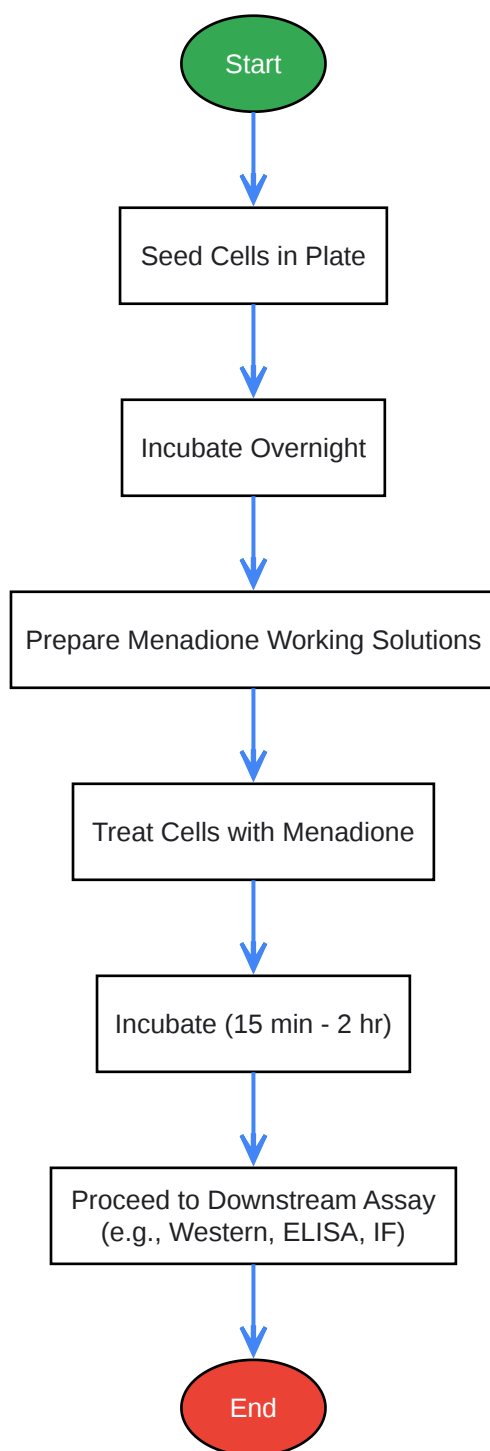 Start
Seed Cells in Plate
Incubate Overnight
Prepare Menadione Working Solutions
Treat Cells with Menadione
Incubate (15 min - 2 hr)
Proceed to Downstream Assay
(e.g., Western, ELISA, IF)
End